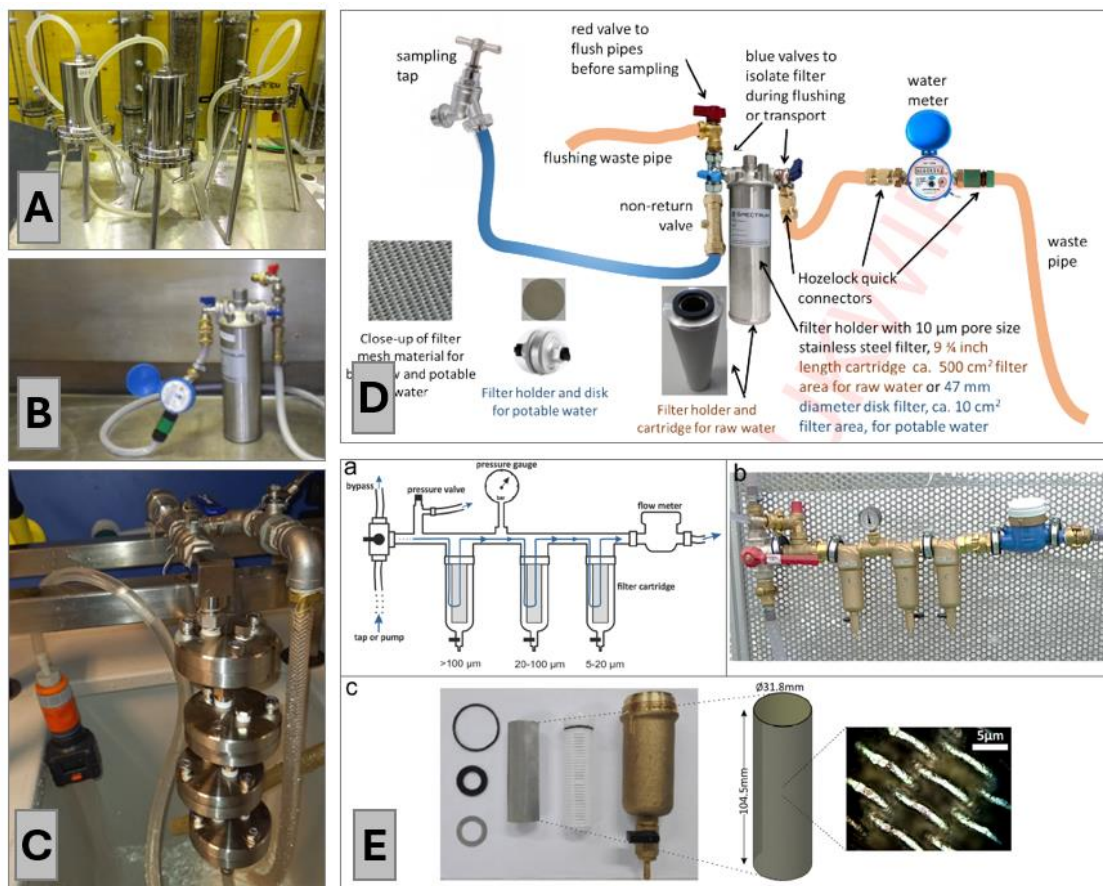 A
B
C
D
sampling
tap
red valve to
flush pipes
before sampling
blue valves to
isolate filter
during flushing
or transport
water
meter
flushing waste pipe
non-return
valve
SPECTRUM
waste
pipe
Hozelock quick
connectors
Close-up of filter
mesh material for
water
Filter holder and disk
for potable water
Filter holder and
cartridge for raw water
filter holder with 10 µm pore size
stainless steel filter, 9 ¾ inch
length cartridge ca. 500 cm² filter
area for raw water or 47 mm
diameter disk filter, ca. 10 cm²
filter area, for potable water
UKWIR
a
bypass
pressure valve
pressure gauge
bar
flow meter
filter cartridge
tap or pump
>100 µm
20-100 µm
5-20 µm
b
c
E
Ø31.8mm
104.5mm
5µm